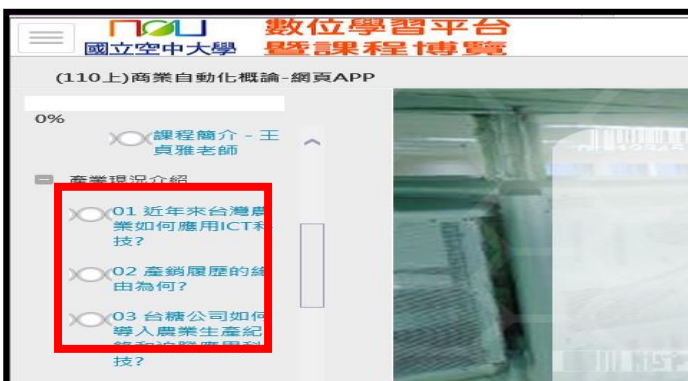 nou
國立空中大學
數位學習平台
暨課程博覽
(110上)商業自動化概論-網頁APP
0%
課程簡介 - 王
貞雅老師
產業現況介紹
01 近年來台灣農
業如何應用ICT科
技?
02 產銷履歷的緣
由為何?
03 台糖公司如何
導入農業生產紀
錄和追蹤應用科
技?